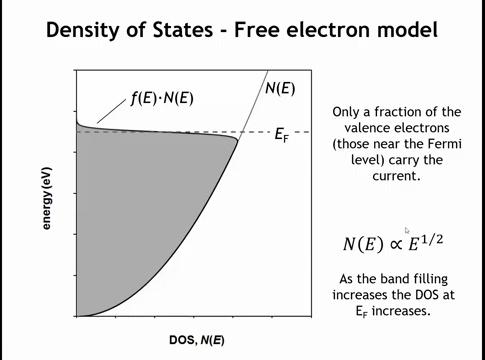 Density of States - Free electron model
f(E)·N(E)
N(E)
E_F
energy (eV)
DOS, N(E)
Only a fraction of the
valence electrons
(those near the Fermi
level) carry the
current.
N(E) ∝ E^{1/2}
As the band filling
increases the DOS at
E_F increases.